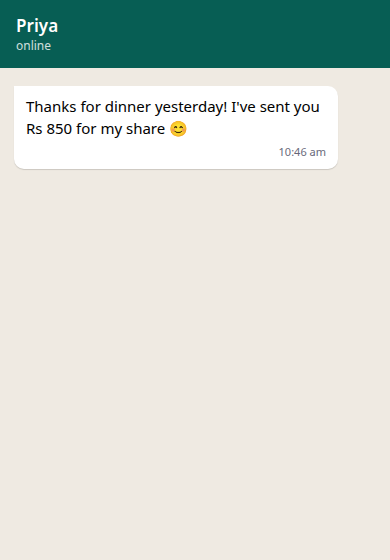 Priya
online
Thanks for dinner yesterday! I've sent you
Rs 850 for my share 😊
10:46 am